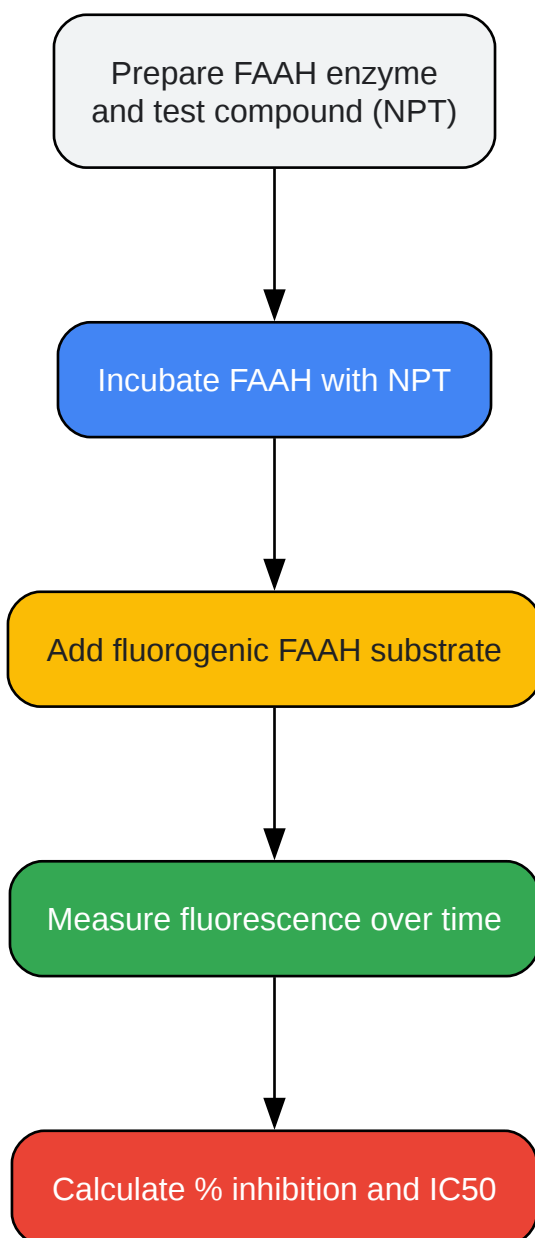 Prepare FAAH enzyme
and test compound (NPT)
Incubate FAAH with NPT
Add fluorogenic FAAH substrate
Measure fluorescence over time
Calculate % inhibition and IC50